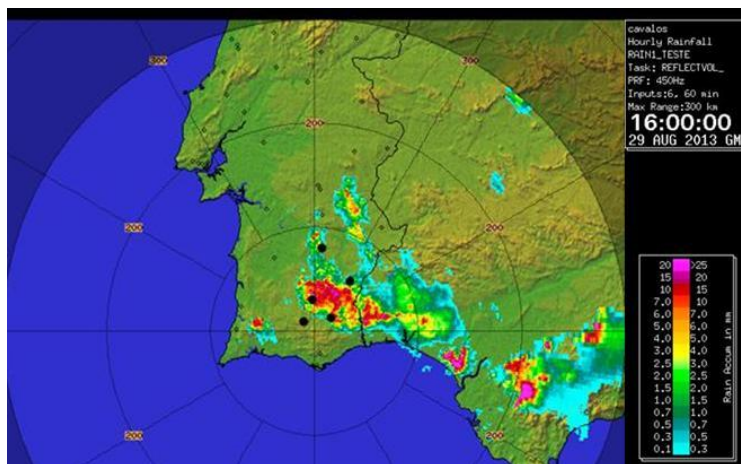 cavalos
Hourly Rainfall
RAIN1_TESTE
Task: REFLECTVOL_
PRF: 450Hz
Inputs:6, 60 min
Max Range:300 km
16:00:00
29 AUG 2013 GM
300
300
200
200
200
200
200
20 >25
15 20
10 15
7.0 10
6.0 7.0
5.0 6.0
4.0 5.0
3.0 4.0
2.5 3.0
2.0 2.5
1.5 2.0
1.0 1.5
0.7 1.0
0.5 0.7
0.3 0.5
0.1 0.3
Rain Accum in mm